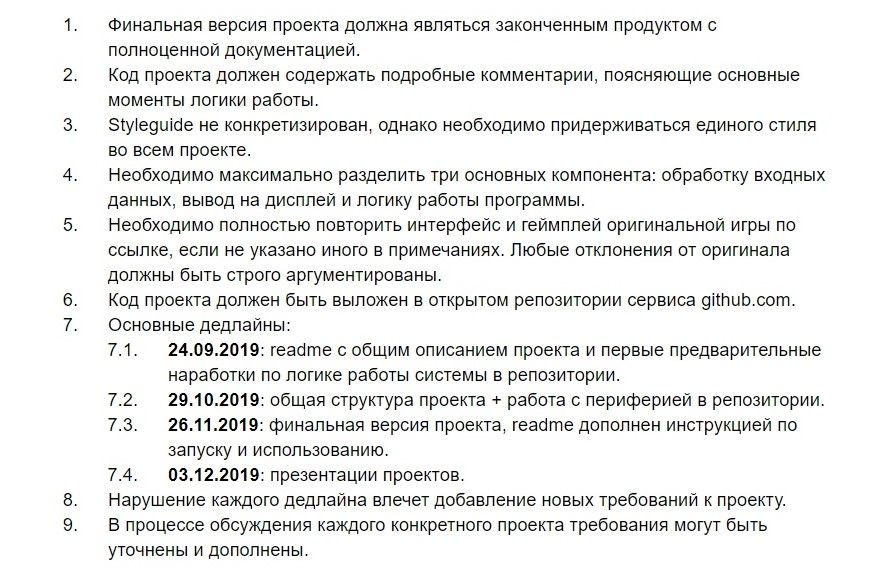 1. Финальная версия проекта должна являться законченным продуктом с
полноценной документацией.
2. Код проекта должен содержать подробные комментарии, поясняющие основные
моменты логики работы.
3. Styleguide не конкретизирован, однако необходимо придерживаться единого стиля
во всем проекте.
4. Необходимо максимально разделить три основных компонента: обработку входных
данных, вывод на дисплей и логику работы программы.
5. Необходимо полностью повторить интерфейс и геймплей оригинальной игры по
ссылке, если не указано иного в примечаниях. Любые отклонения от оригинала
должны быть строго аргументированы.
6. Код проекта должен быть выложен в открытом репозитории сервиса github.com.
7. Основные дедлайны:
7.1. 24.09.2019: readme с общим описанием проекта и первые предварительные
наработки по логике работы системы в репозитории.
7.2. 29.10.2019: общая структура проекта + работа с периферией в репозитории.
7.3. 26.11.2019: финальная версия проекта, readme дополнен инструкцией по
запуску и использованию.
7.4. 03.12.2019: презентации проектов.
8. Нарушение каждого дедлайна влечет добавление новых требований к проекту.
9. В процессе обсуждения каждого конкретного проекта требования могут быть
уточнены и дополнены.